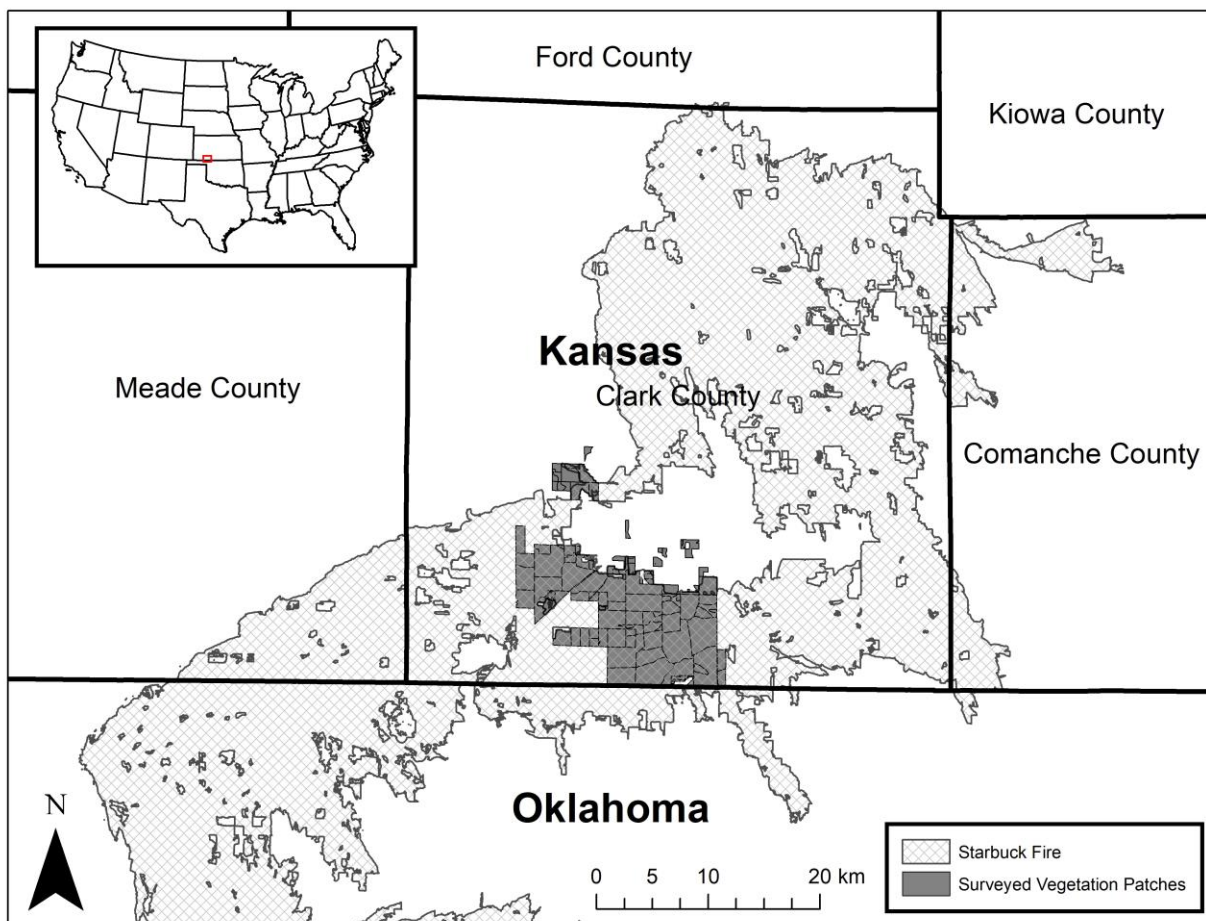 Ford County
Kiowa County
Kansas
Meade County
Clark County
Comanche County
Oklahoma
N
0 5 10 20 km
Starbuck Fire
Surveyed Vegetation Patches